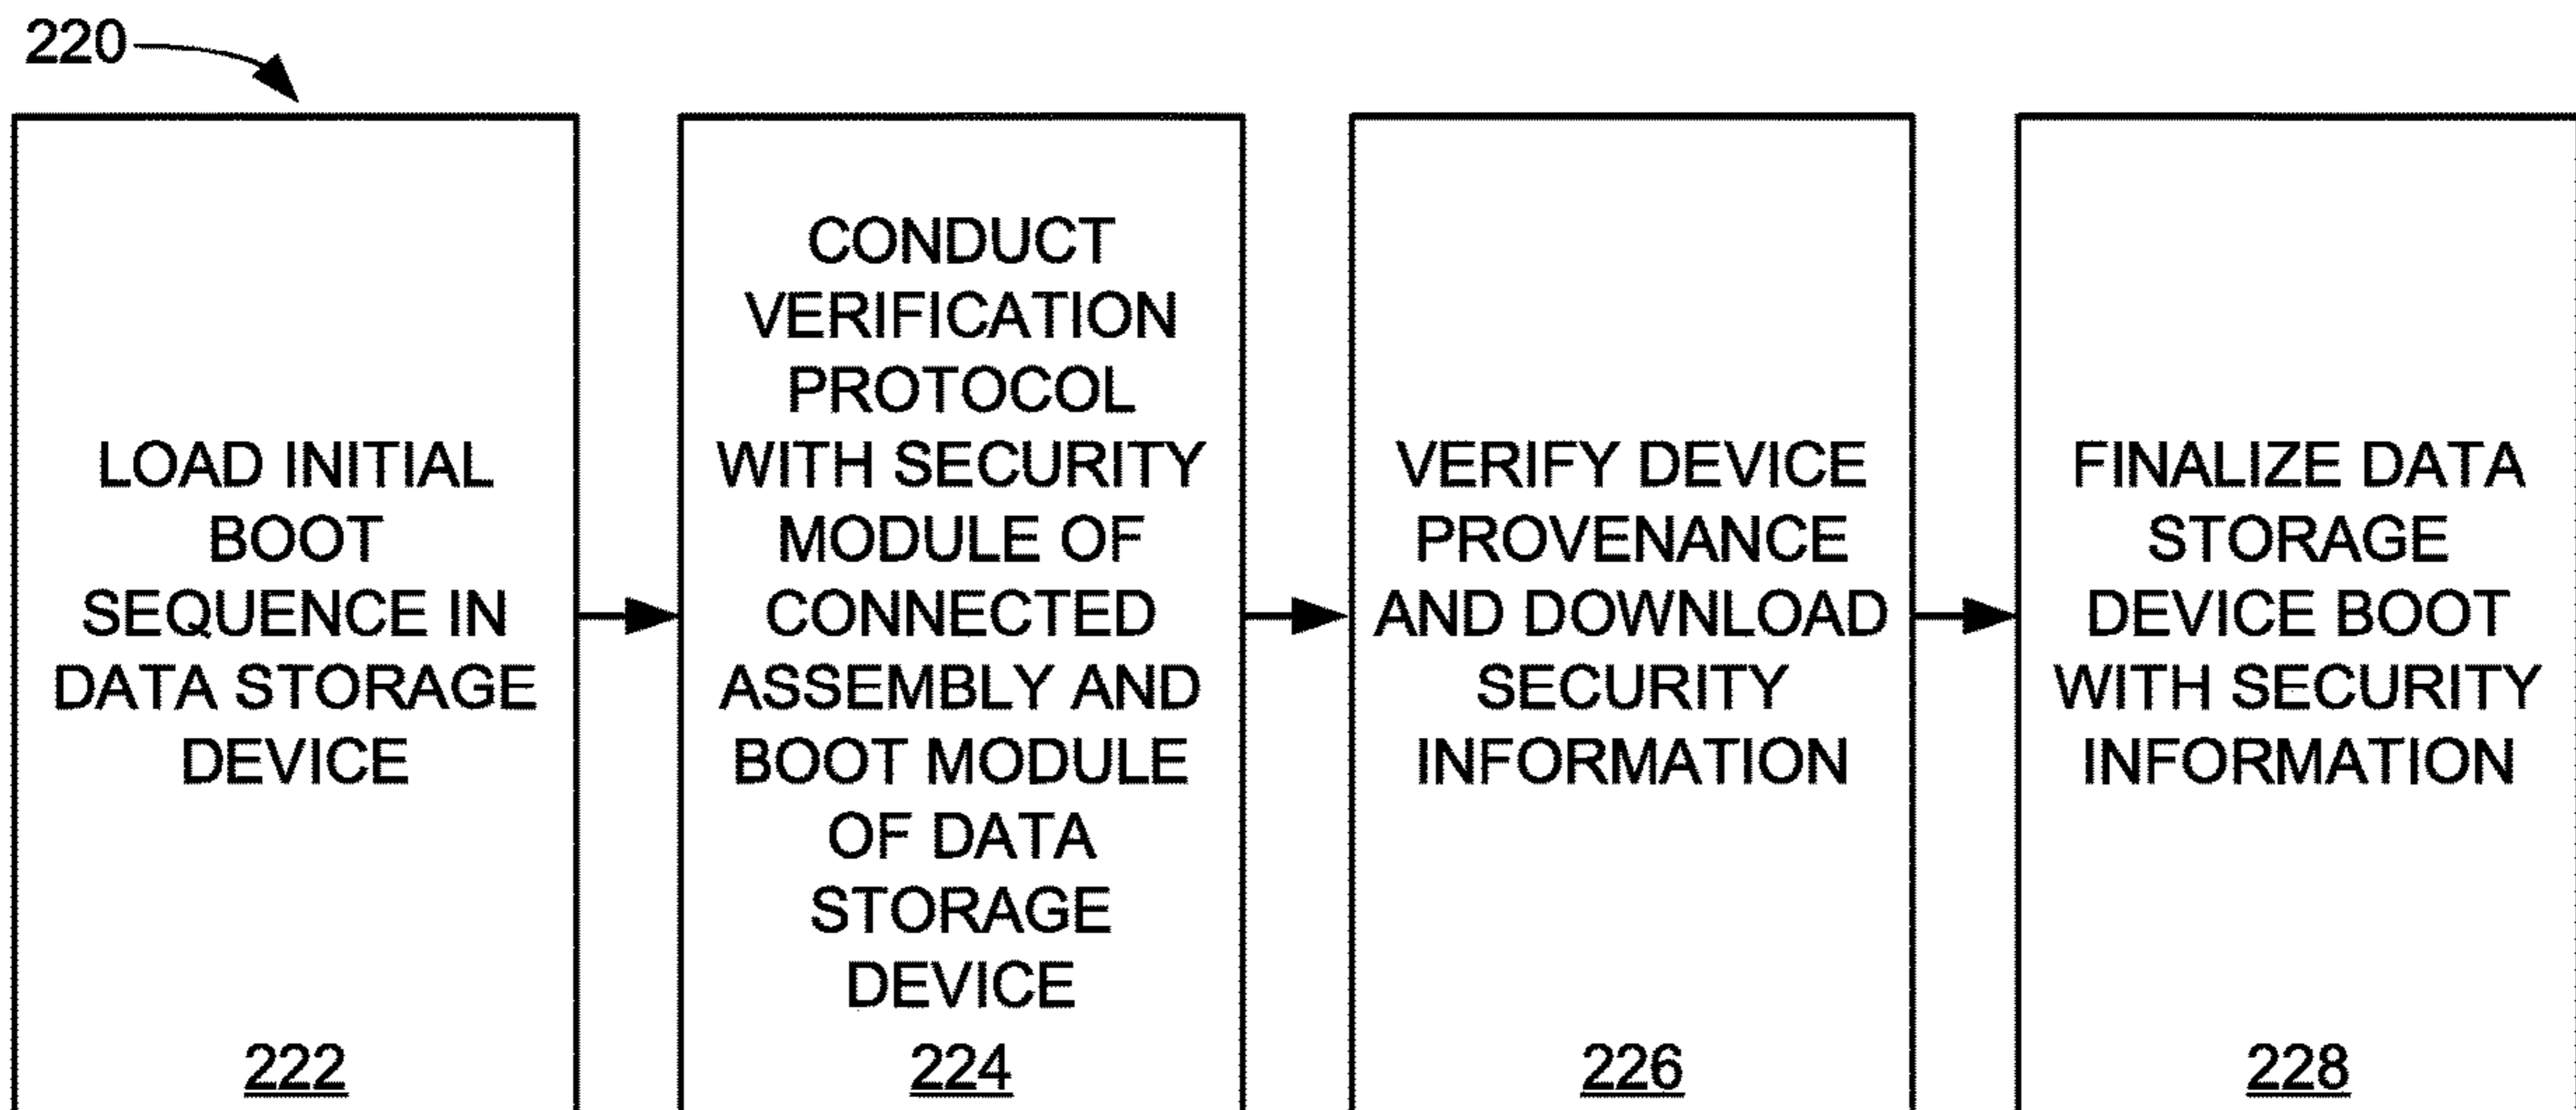 220
LOAD INITIAL
BOOT
SEQUENCE IN
DATA STORAGE
DEVICE
222
CONDUCT
VERIFICATION
PROTOCOL
WITH SECURITY
MODULE OF
CONNECTED
ASSEMBLY AND
BOOT MODULE
OF DATA
STORAGE
DEVICE
224
VERIFY DEVICE
PROVENANCE
AND DOWNLOAD
SECURITY
INFORMATION
226
FINALIZE DATA
STORAGE
DEVICE BOOT
WITH SECURITY
INFORMATION
228